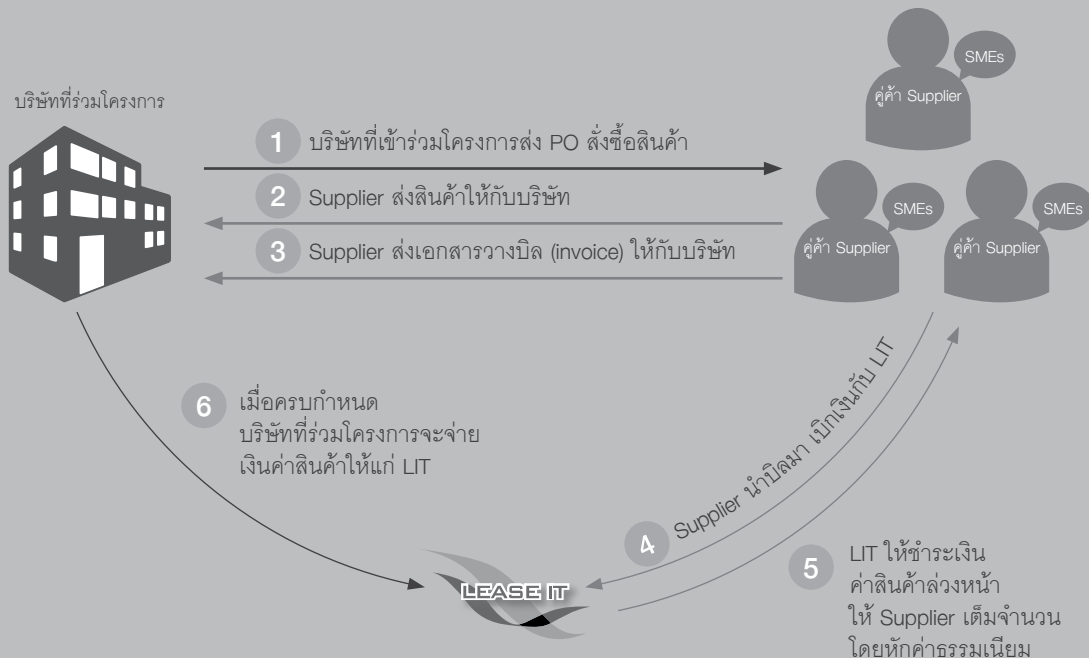 SMEs
คู่ค้า Supplier
บริษัทที่ร่วมโครงการ
1 บริษัทที่เข้าร่วมโครงการส่ง PO สั่งซื้อสินค้า
2 Supplier ส่งสินค้าให้กับบริษัท
3 Supplier ส่งเอกสารวางบิล (invoice) ให้กับบริษัท
SMEs
คู่ค้า Supplier
SMEs
คู่ค้า Supplier
6 เมื่อครบกำหนด
บริษัทที่ร่วมโครงการจะจ่าย
เงินค่าสินค้าให้แก่ LIT
4 Supplier นำบิลมา เบิกเงินกับ LIT
LEASE IT
5 LIT ให้ชำระเงิน
ค่าสินค้าล่วงหน้า
ให้ Supplier เต็มจำนวน
โดยหักค่าธรรมเนียม